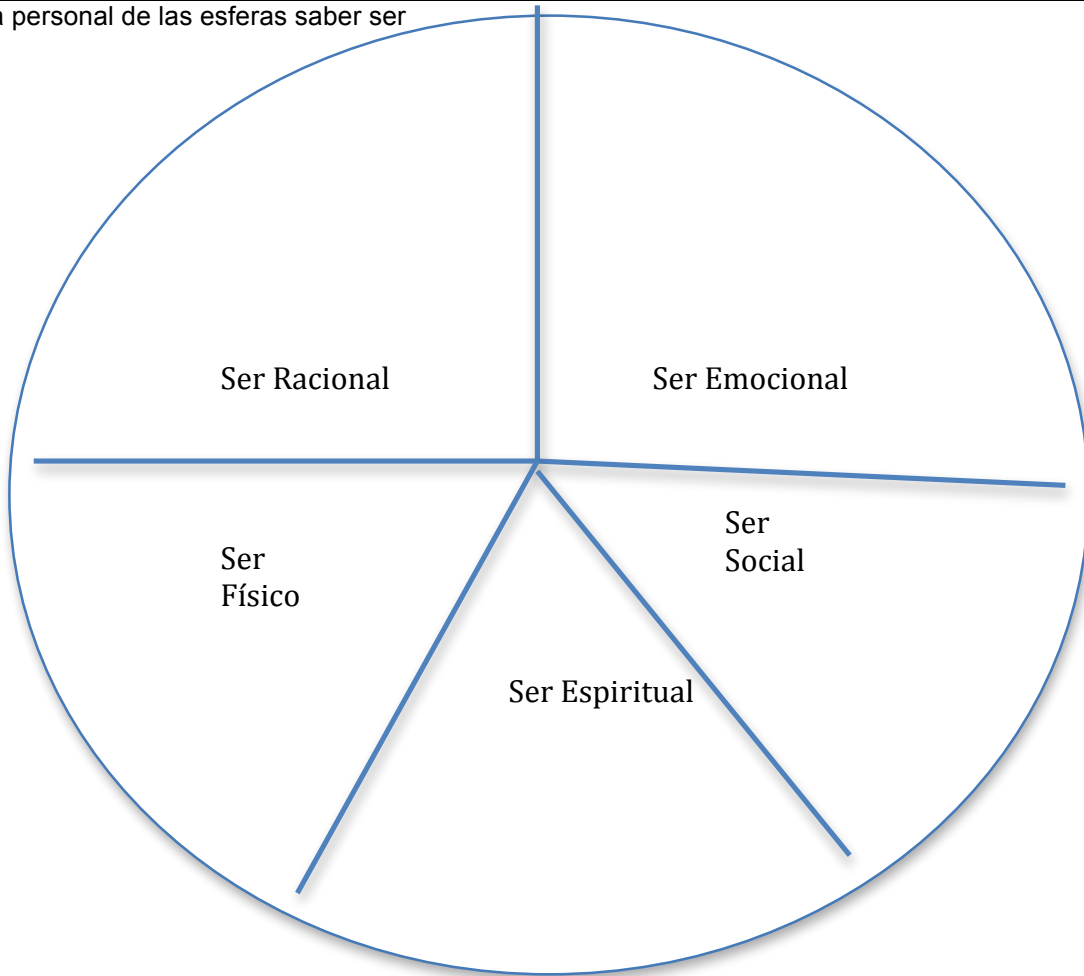 a personal de las esferas saber ser
Ser Racional
Ser Emocional
Ser
Social
Ser
Físico
Ser Espiritual